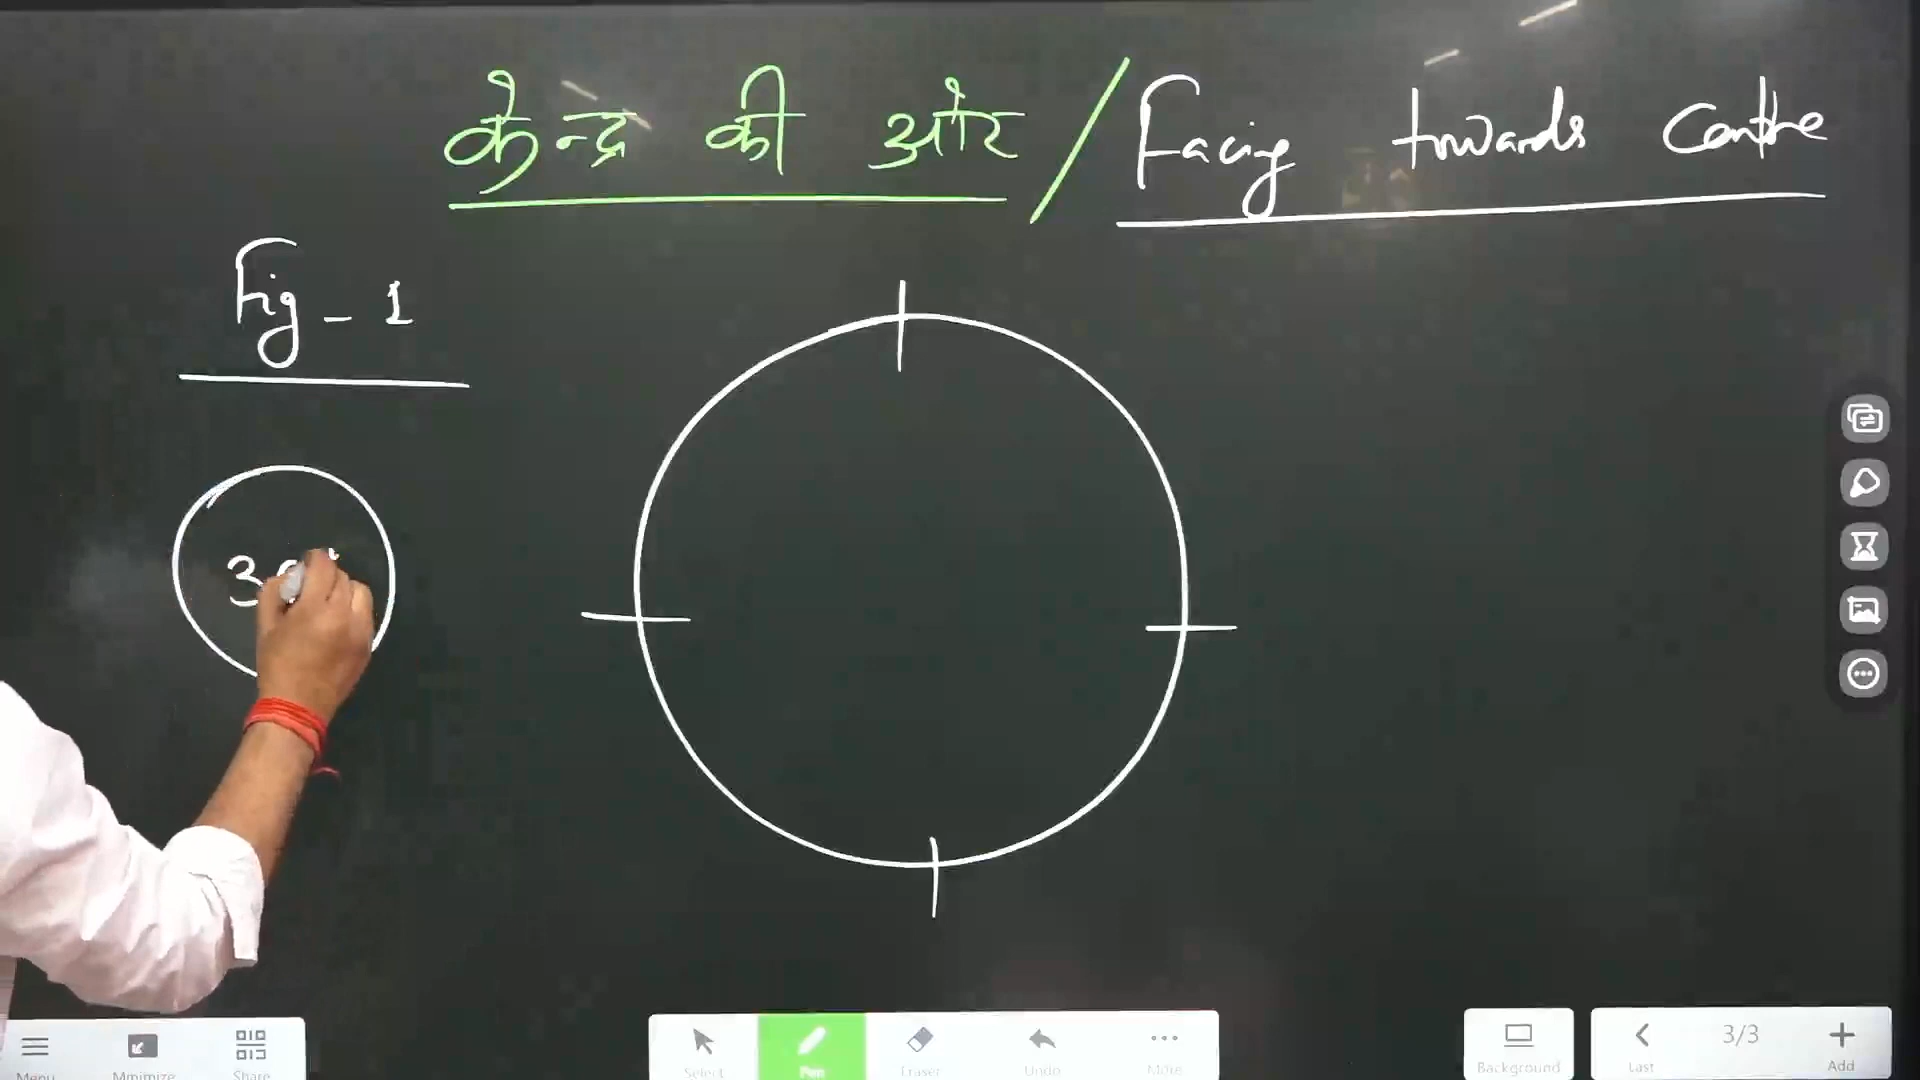 केन्द्र की ओर / Facing towards Centre
Fig - 1
Menu
Minimize
Share
Select
Pen
Eraser
Undo
More
Background
Last
3/3
Add